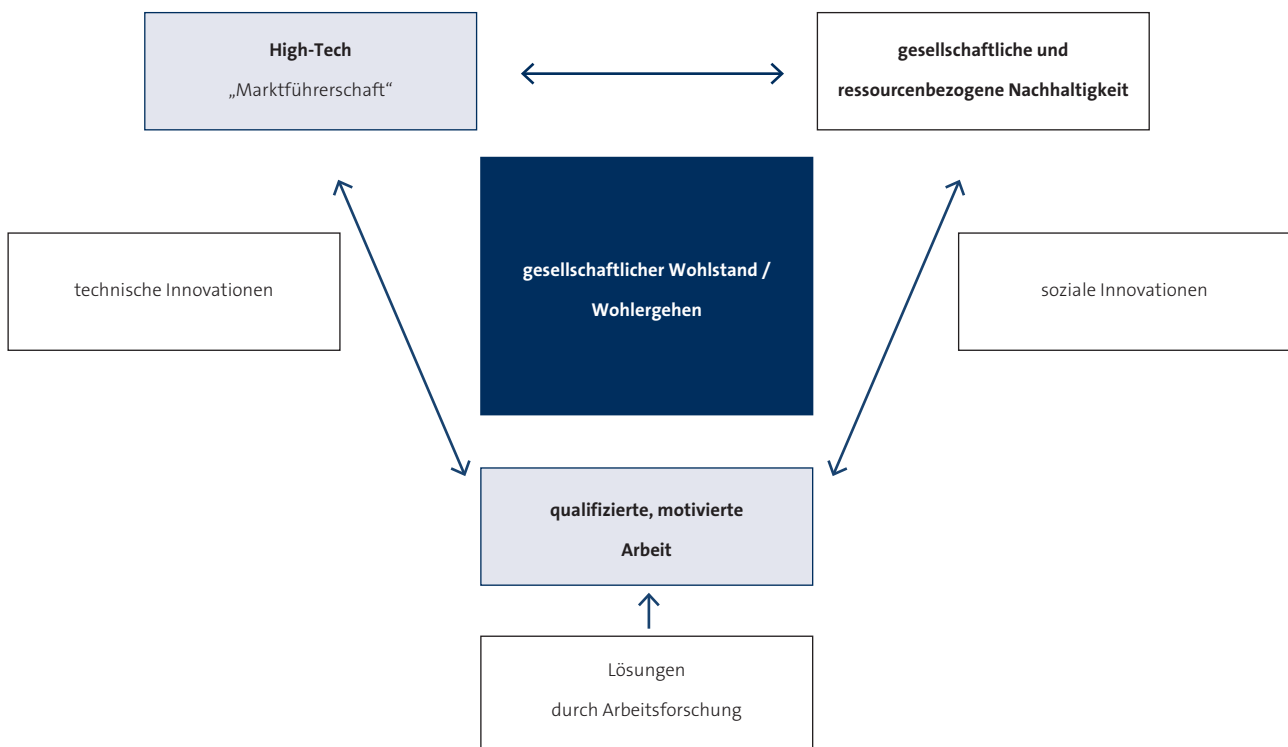 High-Tech
„Marktführerschaft“
gesellschaftliche und
ressourcenbezogene Nachhaltigkeit
gesellschaftlicher Wohlstand /
Wohlergehen
technische Innovationen
soziale Innovationen
qualifizierte, motivierte
Arbeit
Lösungen
durch Arbeitsforschung